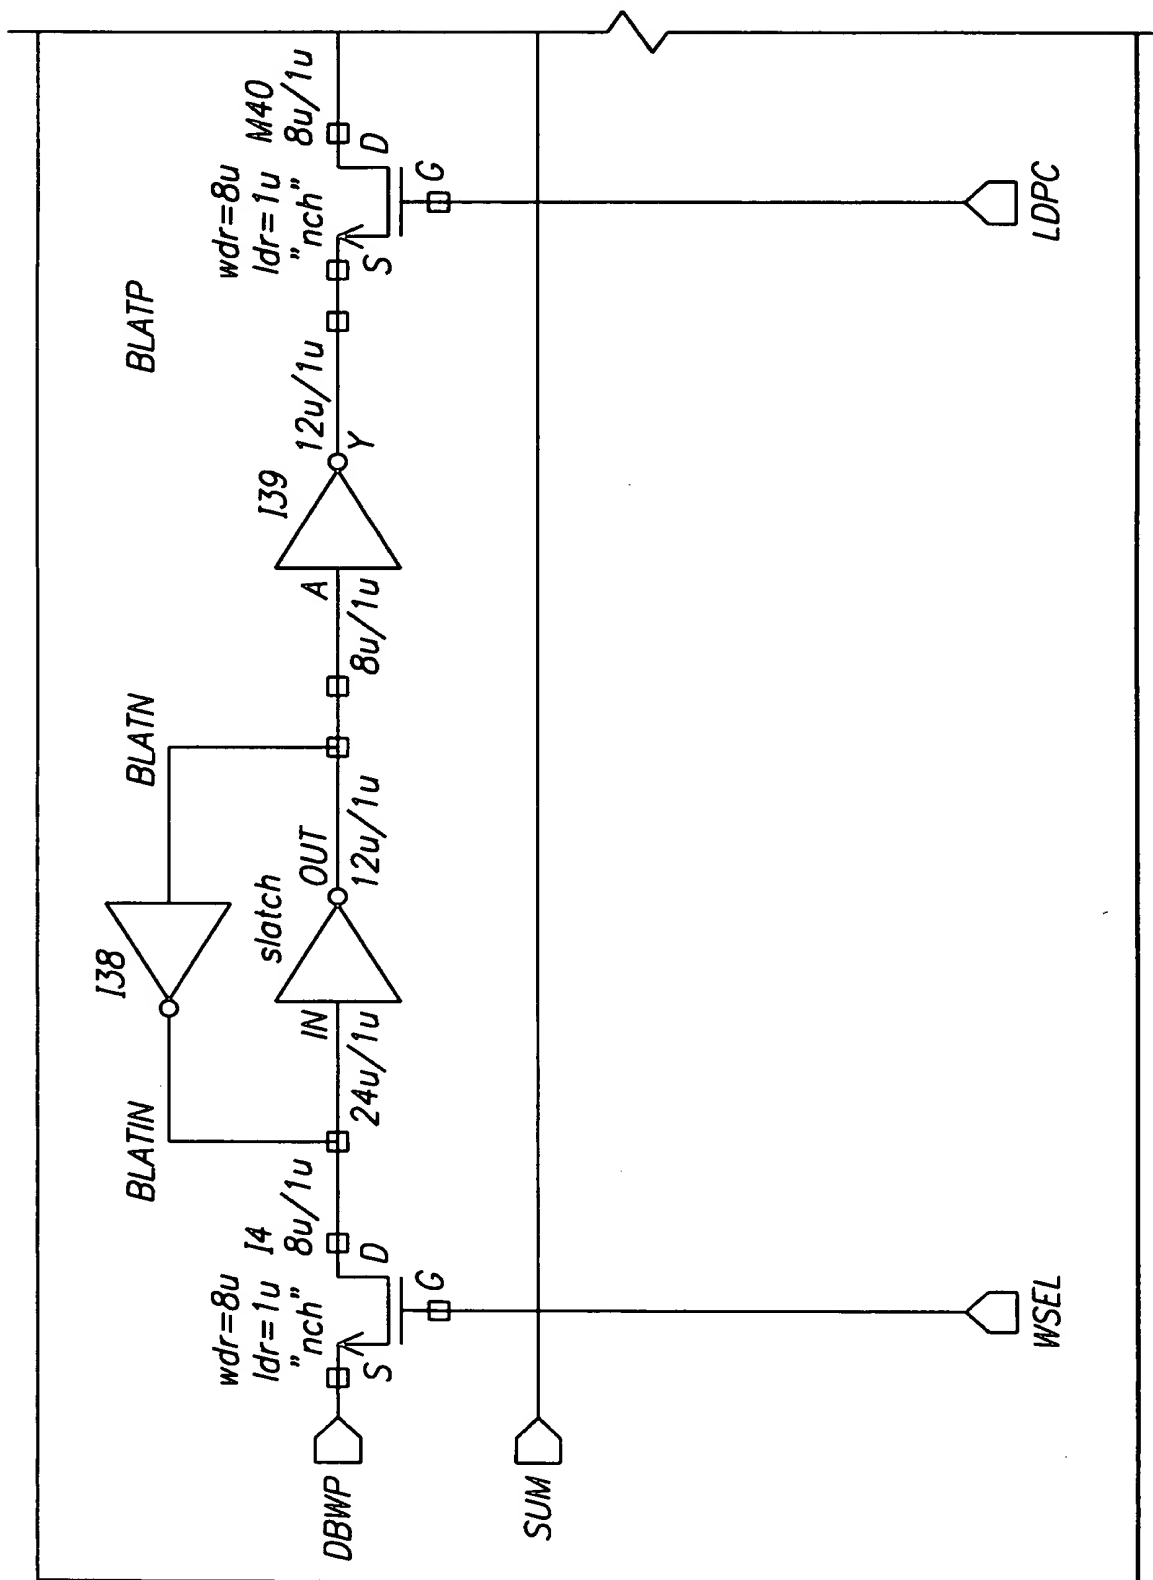 BLATIN
I38
BLATN
BLATP
wdr=8u
ldr=1u
"nch"
I4
8u/1u
slatch
IN
24u/1u
OUT
12u/1u
I39
A
8u/1u
12u/1u
Y
wdr=8u
ldr=1u
"nch"
M40
8u/1u
DBWP
S
D
G
S
D
G
SUM
WSEL
LDPC